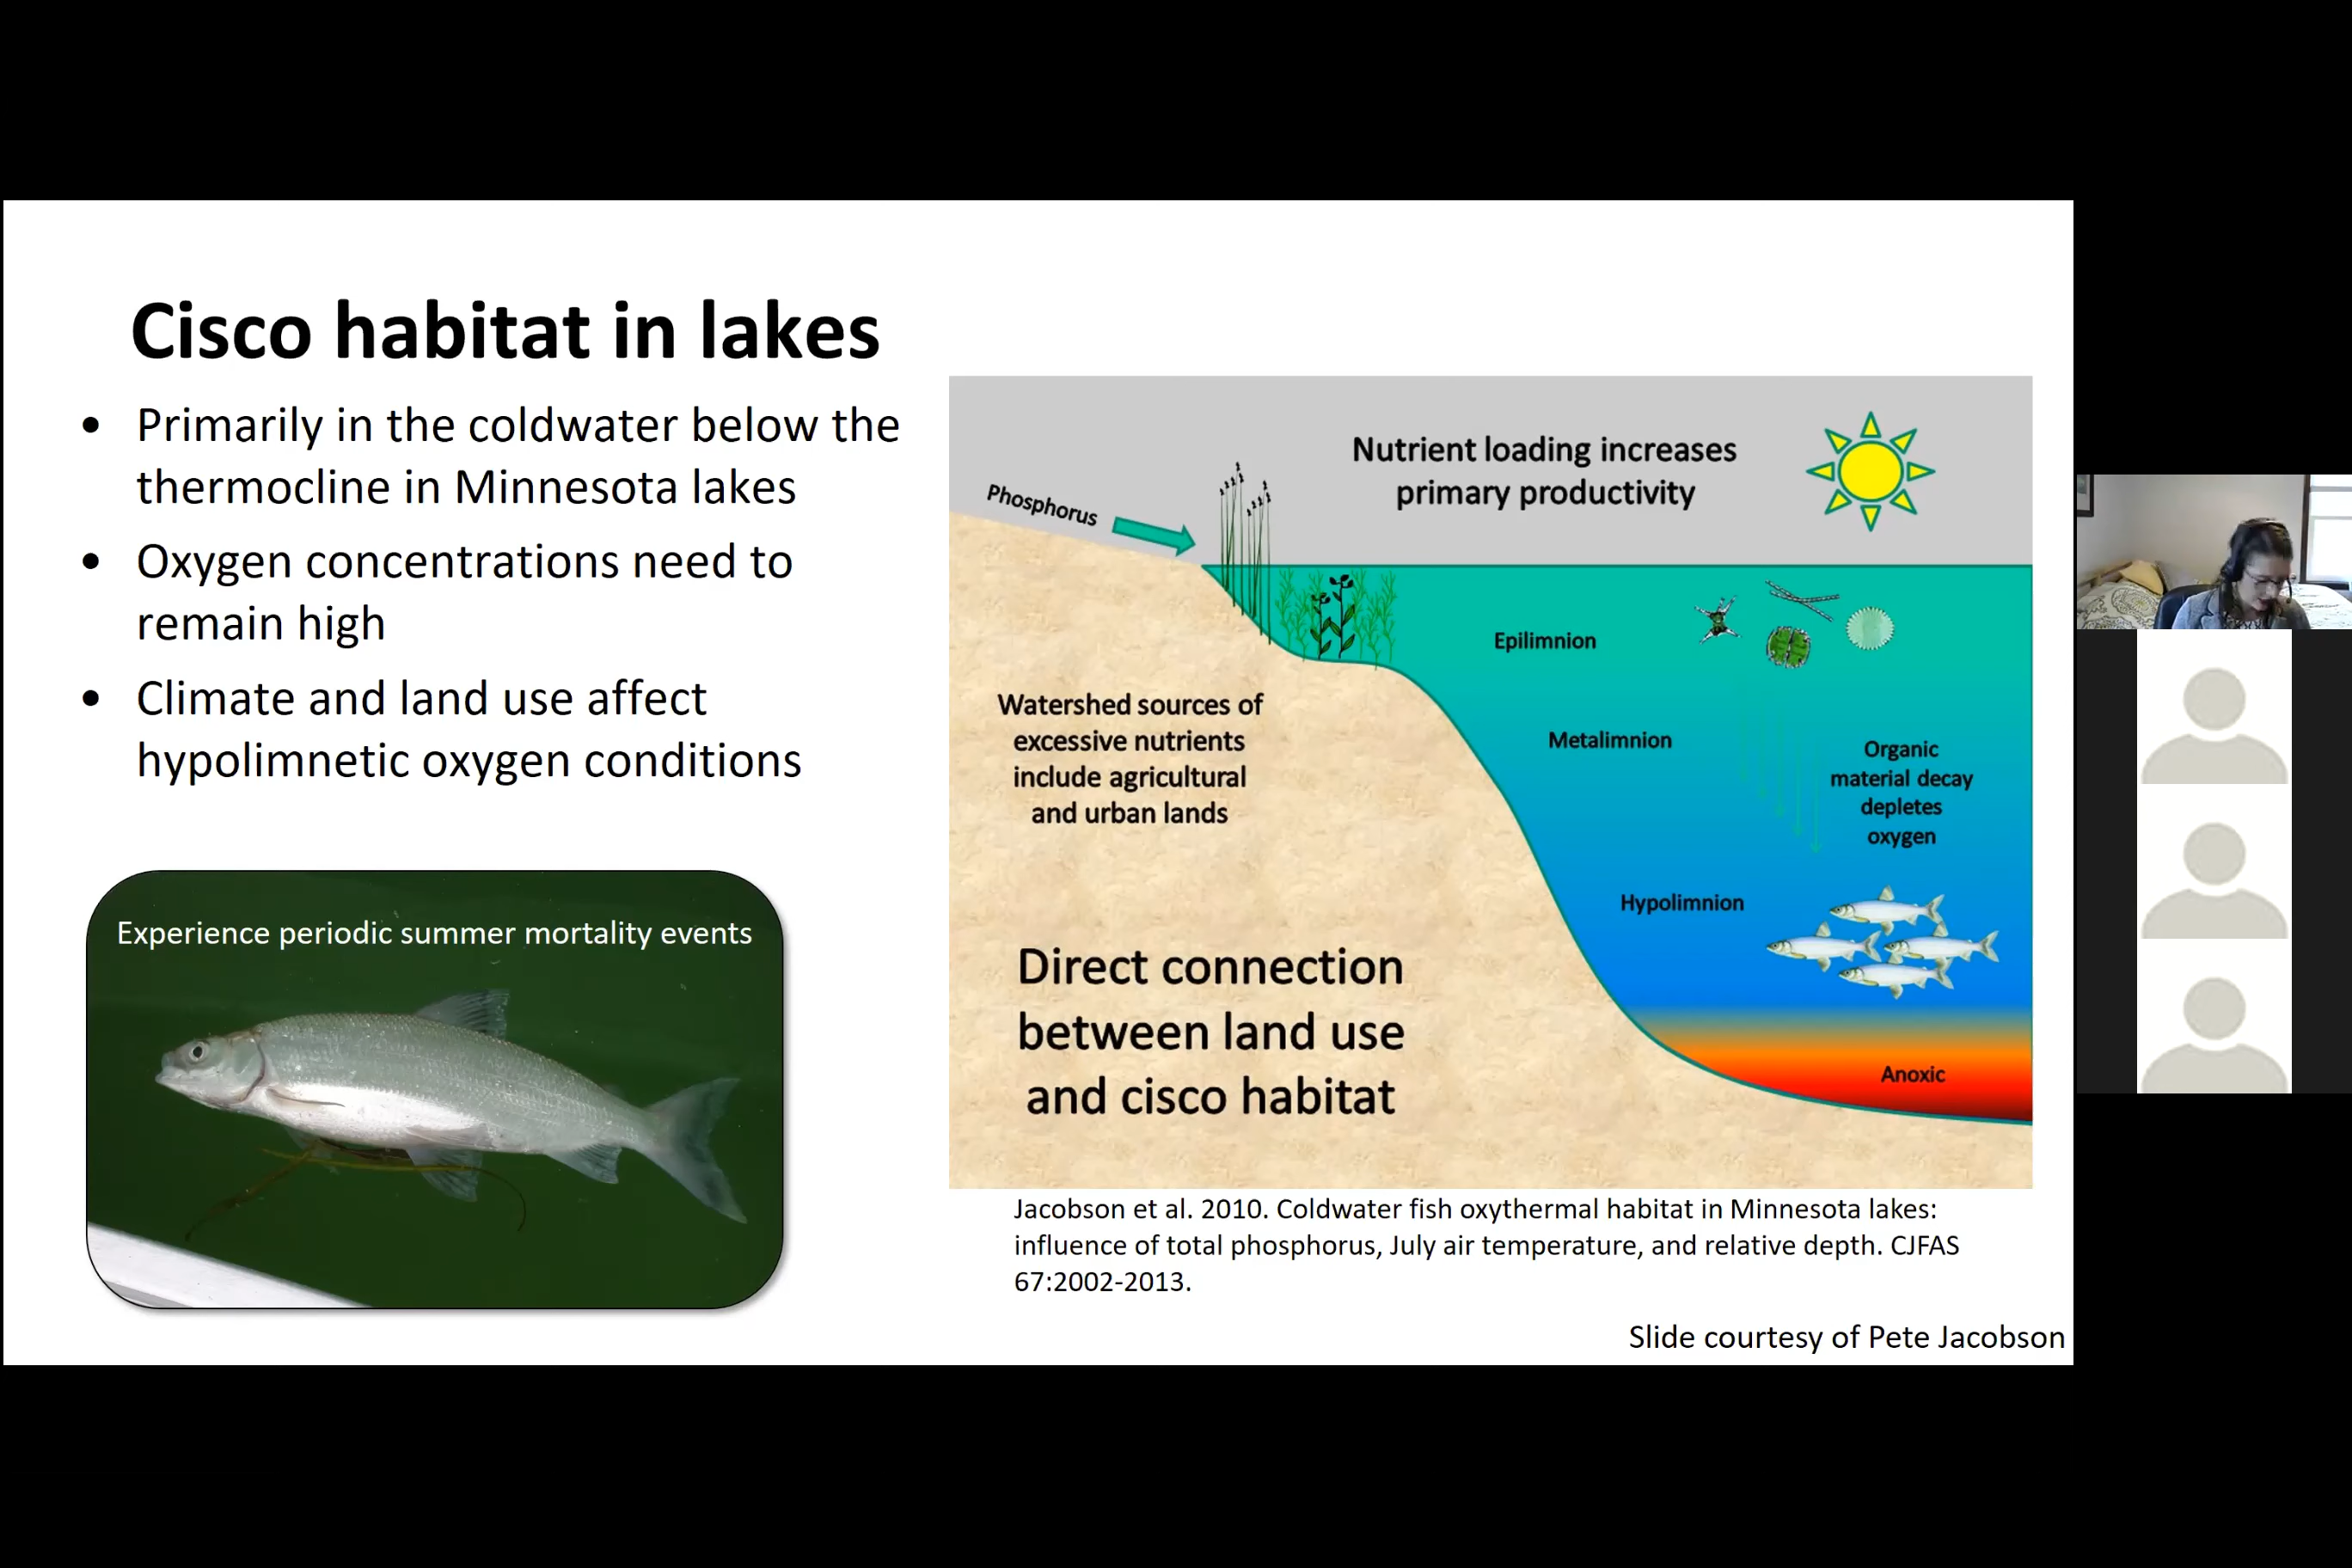 Cisco habitat in lakes
• Primarily in the coldwater below the
thermocline in Minnesota lakes
• Oxygen concentrations need to
remain high
• Climate and land use affect
hypolimnetic oxygen conditions
Experience periodic summer mortality events
Nutrient loading increases
primary productivity
Phosphorus
Epilimnion
Watershed sources of
excessive nutrients
include agricultural
and urban lands
Metalimnion
Organic
material decay
depletes
oxygen
Hypolimnion
Direct connection
between land use
and cisco habitat
Anoxic
Jacobson et al. 2010. Coldwater fish oxythermal habitat in Minnesota lakes:
influence of total phosphorus, July air temperature, and relative depth. CJFAS
67:2002-2013.
Slide courtesy of Pete Jacobson